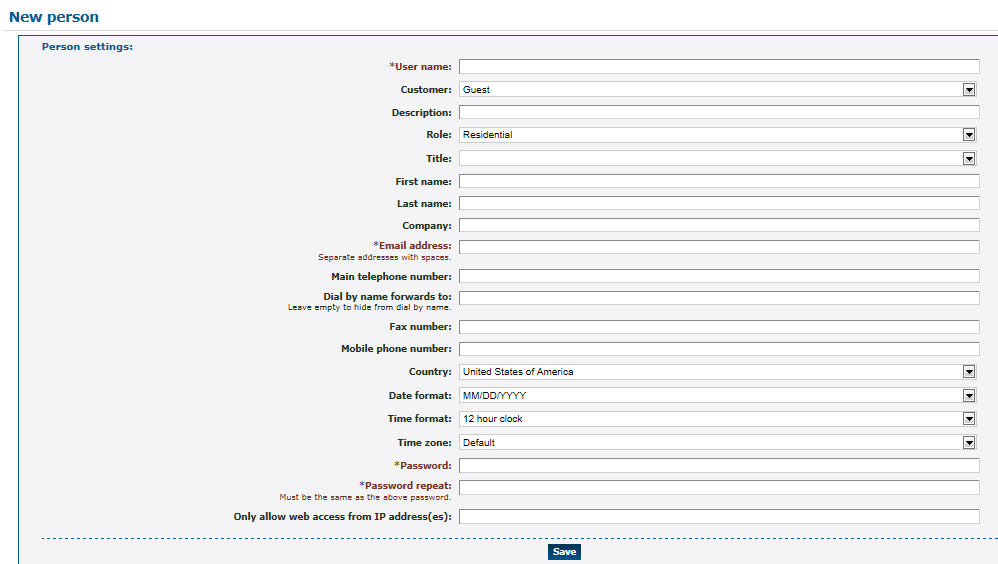 New person
Person settings:
*User name:
Customer: Guest
Description:
Role: Residential
Title:
First name:
Last name:
Company:
*Email address:
Separate addresses with spaces.
Main telephone number:
Dial by name forwards to:
Leave empty to hide from dial by name.
Fax number:
Mobile phone number:
Country: United States of America
Date format: MM/DD/YYYY
Time format: 12 hour clock
Time zone: Default
*Password:
*Password repeat:
Must be the same as the above password.
Only allow web access from IP address(es):
Save